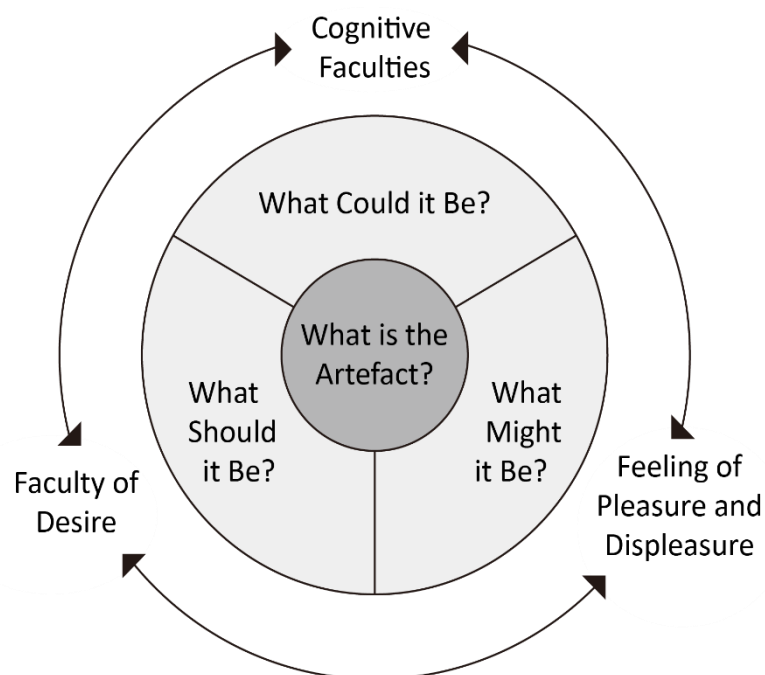 Cognitive
Faculties
What Could it Be?
What is the
Artefact?
What
Should
it Be?
What
Might
it Be?
Faculty of
Desire
Feeling of
Pleasure and
Displeasure